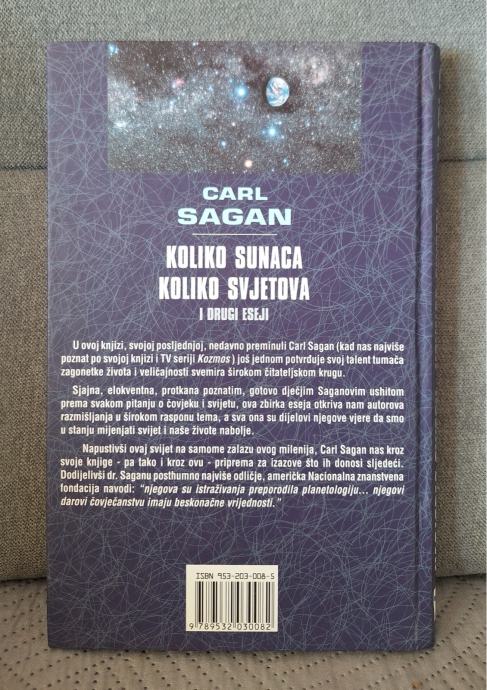 CARL
SAGAN
KOLIKO SUNACA
KOLIKO SVJETOVA
I DRUGI ESEJI
U ovoj knjizi, svojoj posljednjoj, nedavno preminuli Carl Sagan (kad nas najviše
poznat po svojoj knjizi i TV seriji Kozmos ) još jednom potvrđuje svoj talent tumača
zagonetke života i veličajnosti svemira širokom čitateljskom krugu.
Sjajna, elokventna, protkana poznatim, gotovo dječjim Saganovim ushitom
prema svakom pitanju o čovjeku i svijetu, ova zbirka eseja otkriva nam autorova
razmišljanja u širokom rasponu tema, a sva ona su dijelovi njegove vjere da smo
u stanju mijenjati svijet i naše živote nabolje.
Napustivši ovaj svijet na samome zalazu ovog milenija, Carl Sagan nas kroz
svoje knjige - pa tako i kroz ovu - priprema za izazove što ih donosi sljedeći.
Dodijelivši dr. Saganu posthumno najviše odličje, američka Nacionalna znanstvena
fondacija navodi: "njegova su istraživanja preporodila planetologiju... njegovi
darovi čovječanstvu imaju beskonačne vrijednosti."
ISBN 953-203-008-5
9 789532 030082